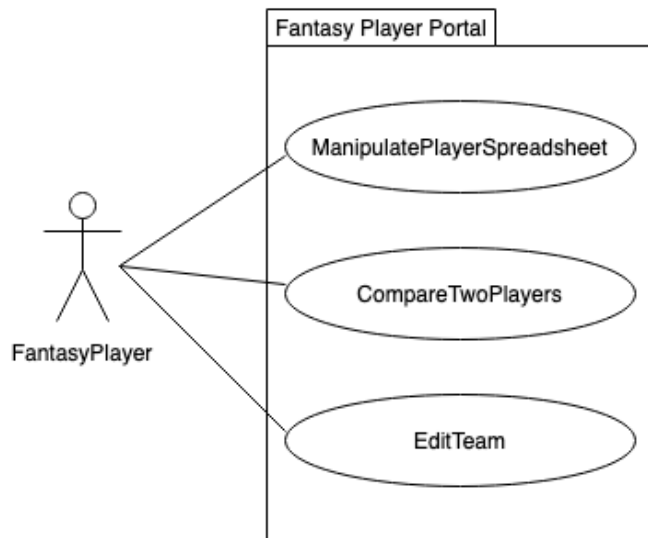 Fantasy Player Portal
ManipulatePlayerSpreadsheet
CompareTwoPlayers
FantasyPlayer
EditTeam